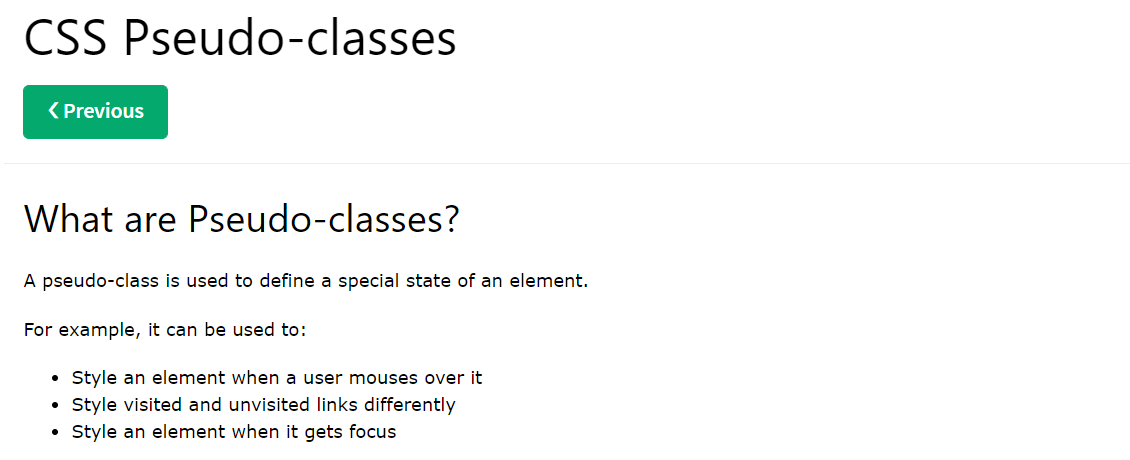 CSS Pseudo-classes
❮ Previous
What are Pseudo-classes?
A pseudo-class is used to define a special state of an element.
For example, it can be used to:
• Style an element when a user mouses over it
• Style visited and unvisited links differently
• Style an element when it gets focus